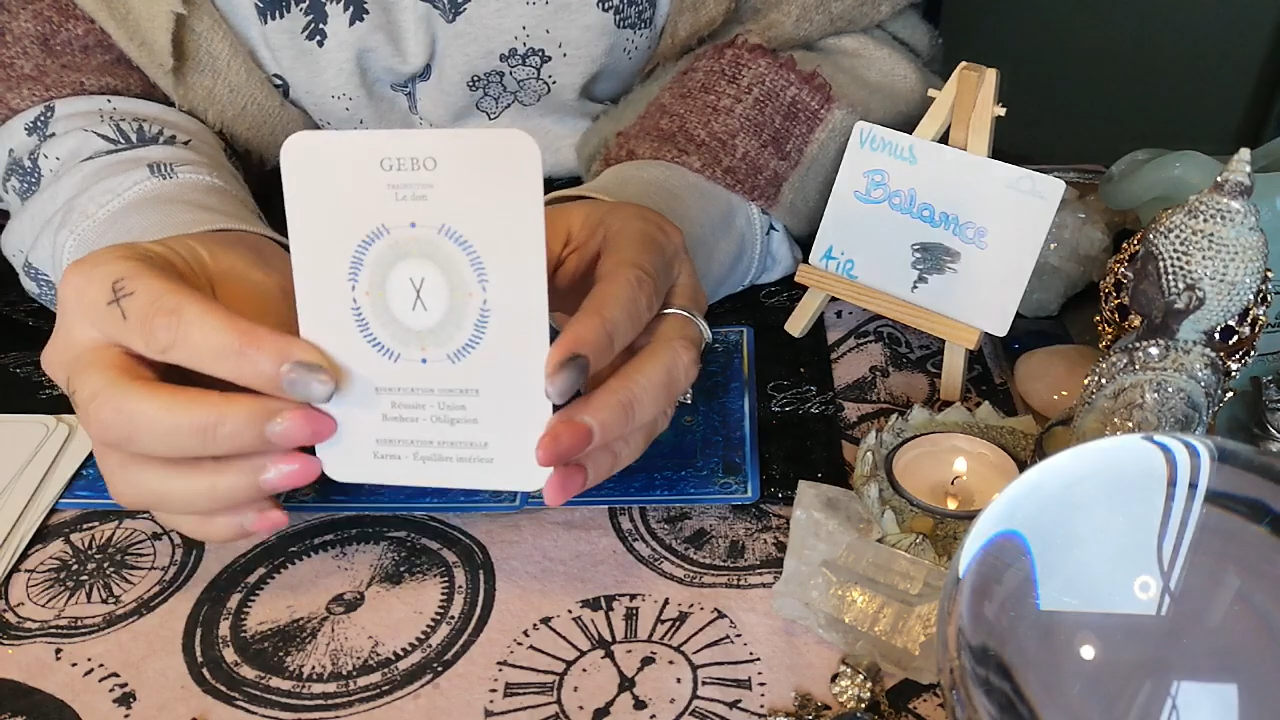 GEBO
TRADUCTION
Le don
SIGNIFICATION CONCRÈTE
Réussite - Union
Bonheur - Obligation
SIGNIFICATION SPIRITUELLE
Karma - Équilibre intérieur
Venus
Balance
AiR